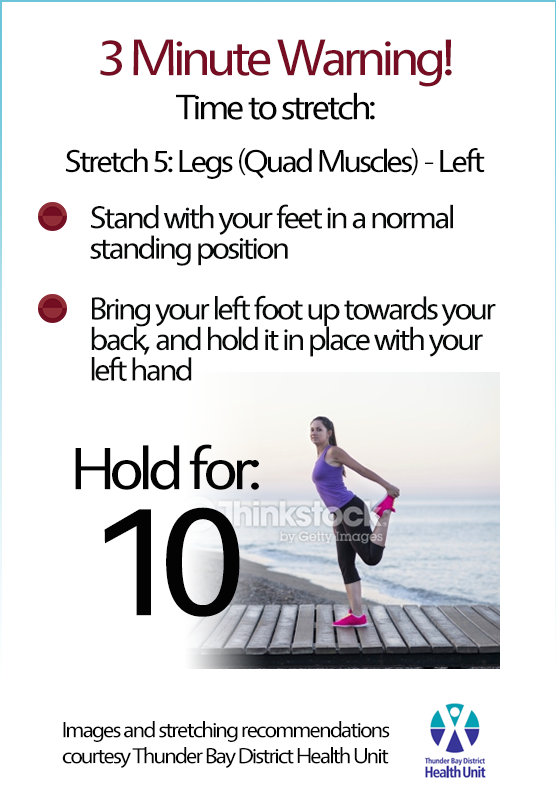 3 Minute Warning!
Time to stretch:
Stretch 5: Legs (Quad Muscles) - Left
Stand with your feet in a normal
standing position
Bring your left foot up towards your
back, and hold it in place with your
left hand
Hold for:
10
Thinkstock.
by Getty Images
Images and stretching recommendations
courtesy Thunder Bay District Health Unit
Thunder Bay District
Health Unit